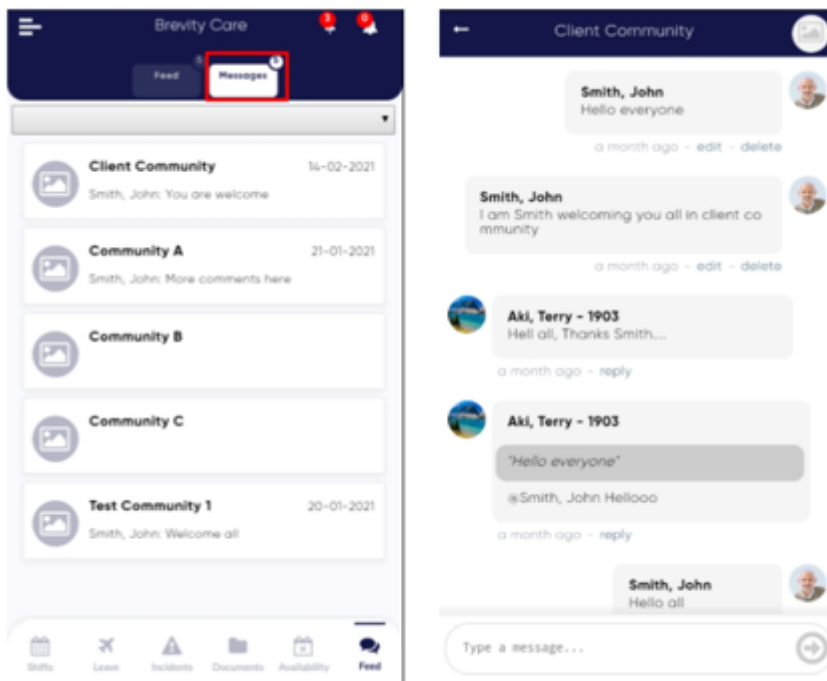 Brevity Care
3
0
Feed
5
Messages
Client Community
14-02-2021
Smith, John: You are welcome
Community A
21-01-2021
Smith, John: More comments here
Community B
Community C
Test Community 1
20-01-2021
Smith, John: Welcome all
Shifts
Leave
Incidents
Documents
Availability
Feed
Client Community
Smith, John
Hello everyone
a month ago - edit - delete
Smith, John
I am Smith welcoming you all in client co
mmunity
a month ago - edit - delete
Aki, Terry - 1903
Hell all, Thanks Smith....
a month ago - reply
Aki, Terry - 1903
"Hello everyone"
@Smith, John Hellooo
a month ago - reply
Smith, John
Hello all
Type a message...